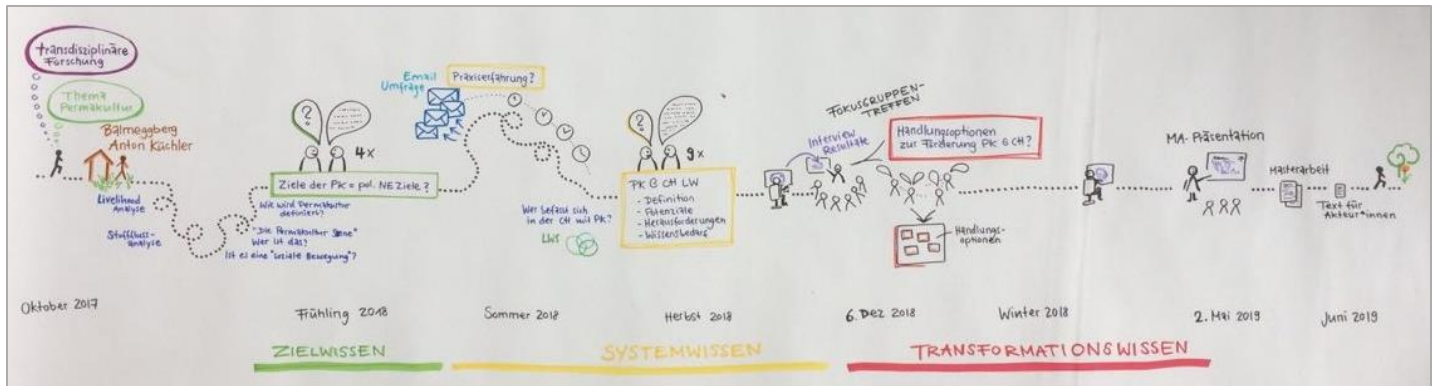 transdisziplinäre
Forschung
Thema
Permakultur
Balmeggberg
Anton Küchler
Livelihood
Analyse
Stofffluss-
analyse
?
4x
Ziele der PK = pol. NE Ziele?
Wie wird Permakultur
definiert?
"Die Permakultur Szene"
Wer ist das?
Ist es eine "soziale Bewegung"?
Email
Umfrage
Praxiserfahrung?
Wer befasst sich
in der CH mit PK?
LWS
?
9x
PK & CH LW
- Definition
- Potenziale
- Herausforderungen
- Wissensbedarf
Interview
Resultate
FOKUSGRUPPEN-
TREFFEN
Handlungsoptionen
zur Förderung PK & CH?
Handlungs-
optionen
MA-Präsentation
Masterarbeit
Text für
Akteur*innen
Oktober 2017
Frühling 2018
Sommer 2018
Herbst 2018
6. Dez 2018
Winter 2018
2. Mai 2019
Juni 2019
ZIELWISSEN
SYSTEMWISSEN
TRANSFORMATIONSWISSEN